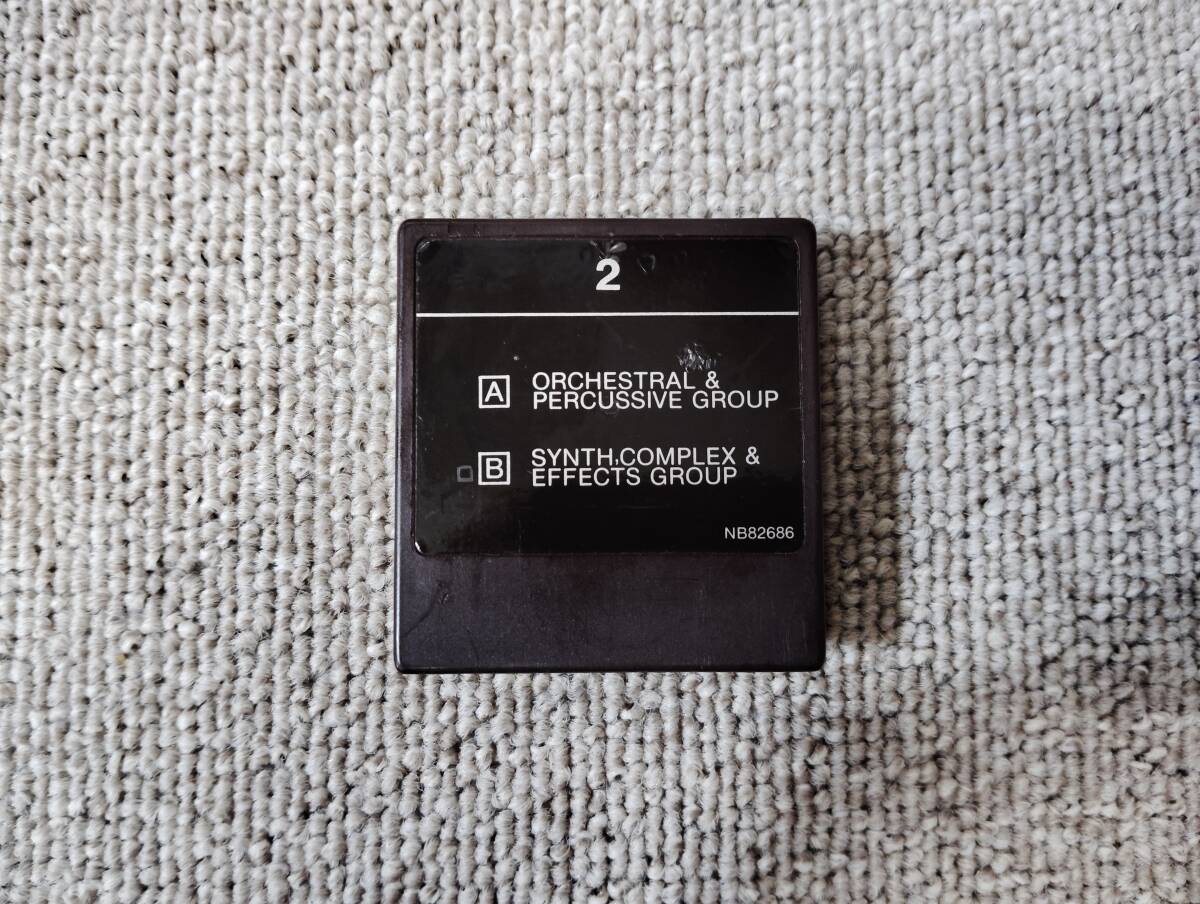 2
A ORCHESTRAL &
PERCUSSIVE GROUP
B SYNTH,COMPLEX &
EFFECTS GROUP
NB82686